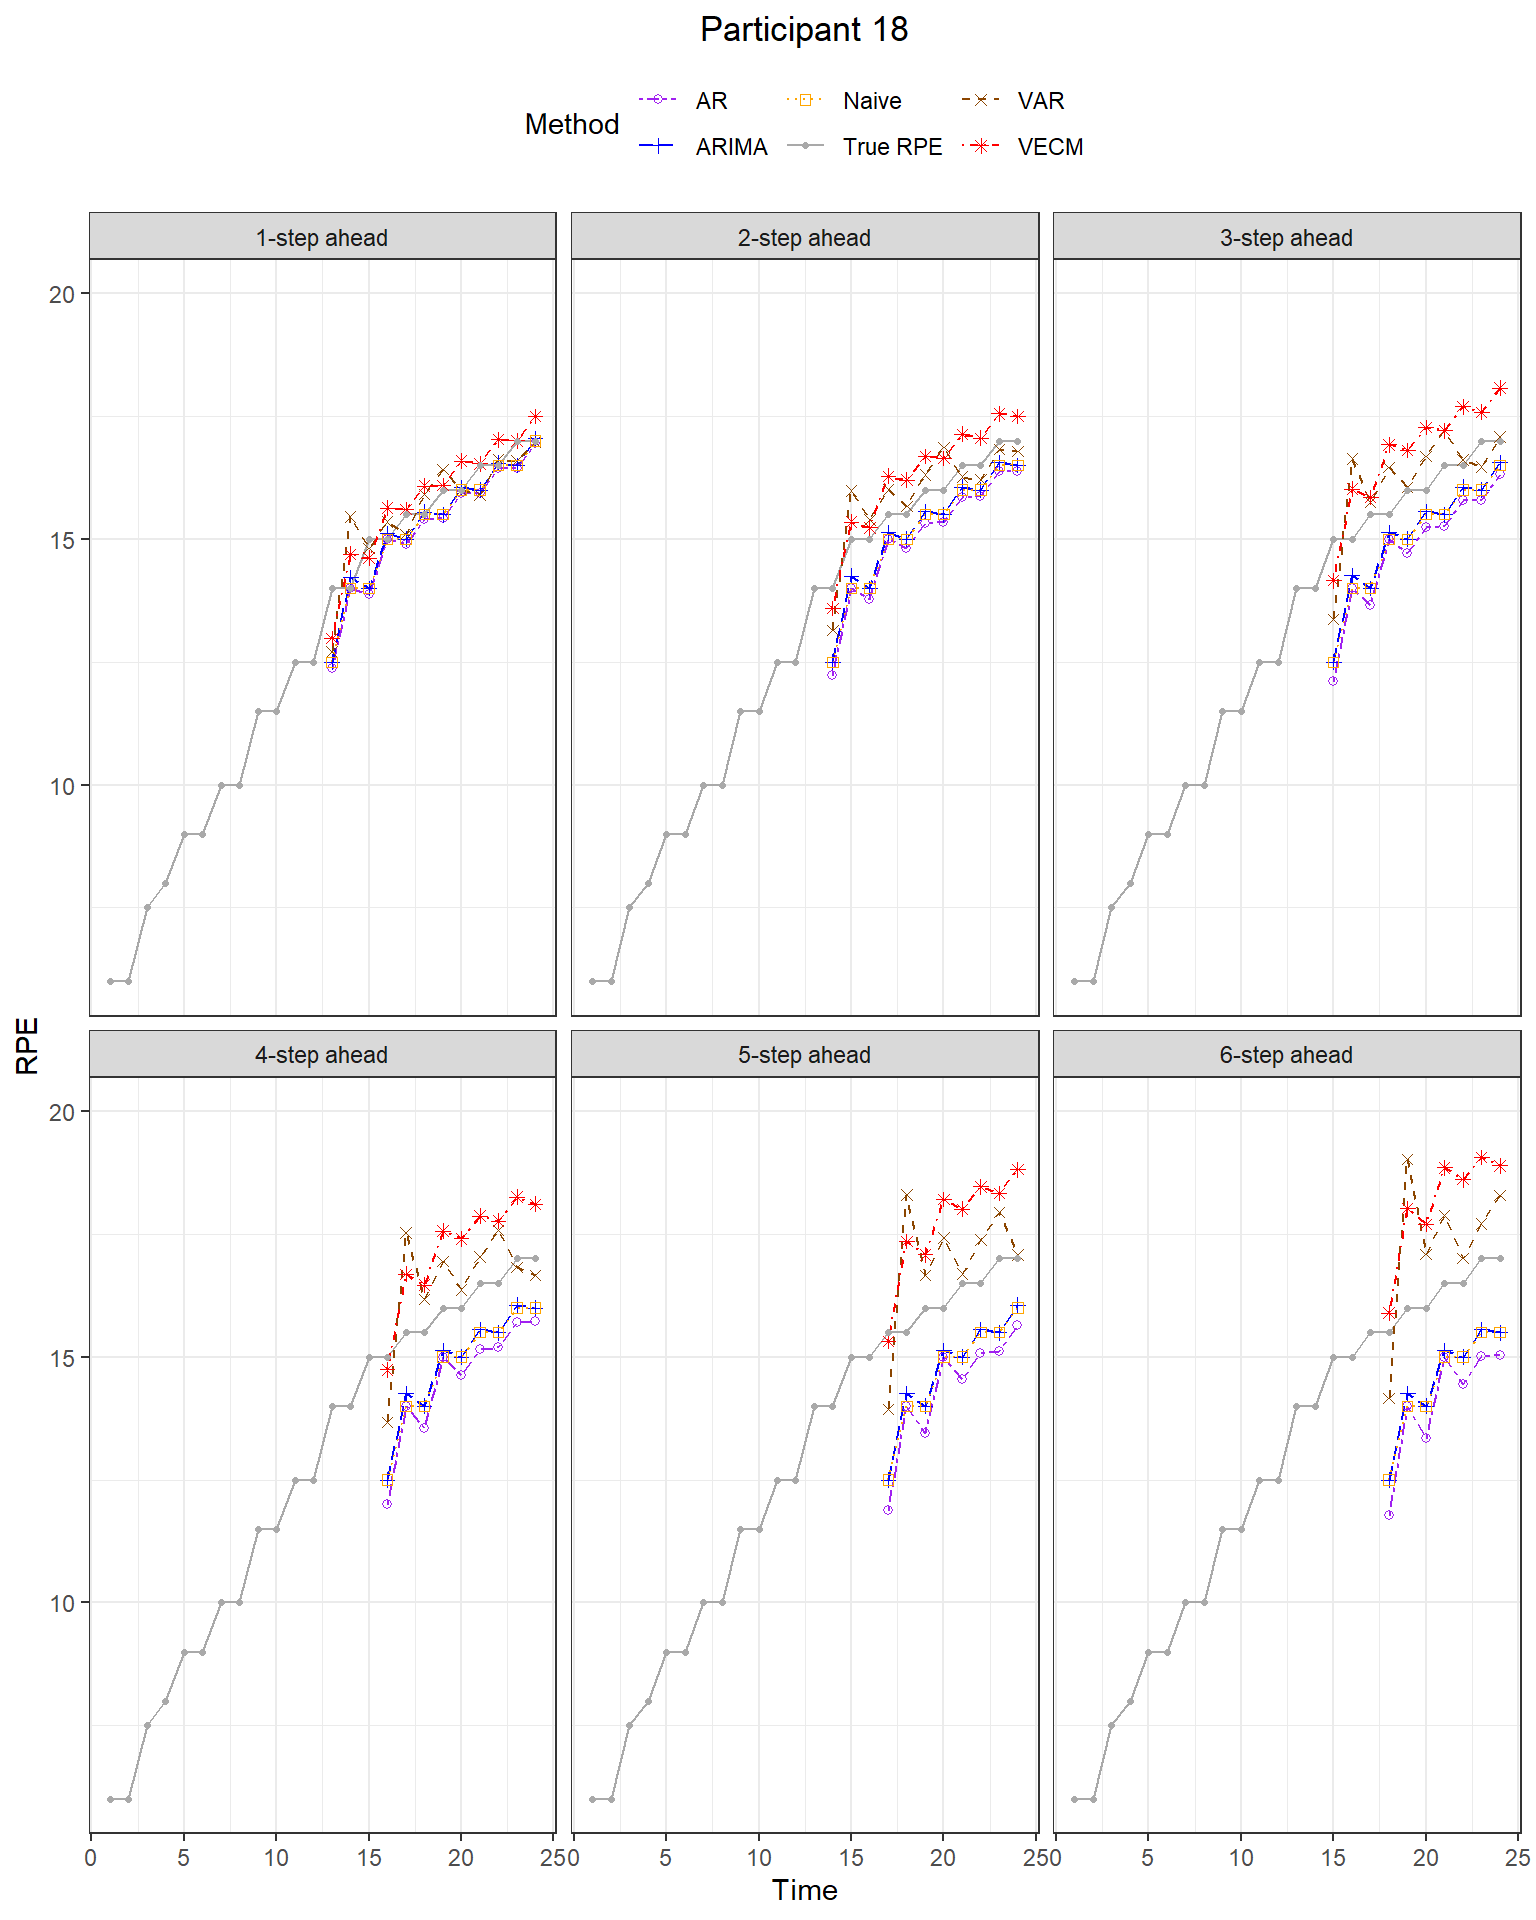 Participant 18
Method
AR
Naive
VAR
ARIMA
True RPE
VECM
1-step ahead
2-step ahead
3-step ahead
20
15
10
RPE
4-step ahead
5-step ahead
6-step ahead
20
15
10
0 5 10 15 20 25
0 5 10 15 20 25
0 5 10 15 20 25
Time